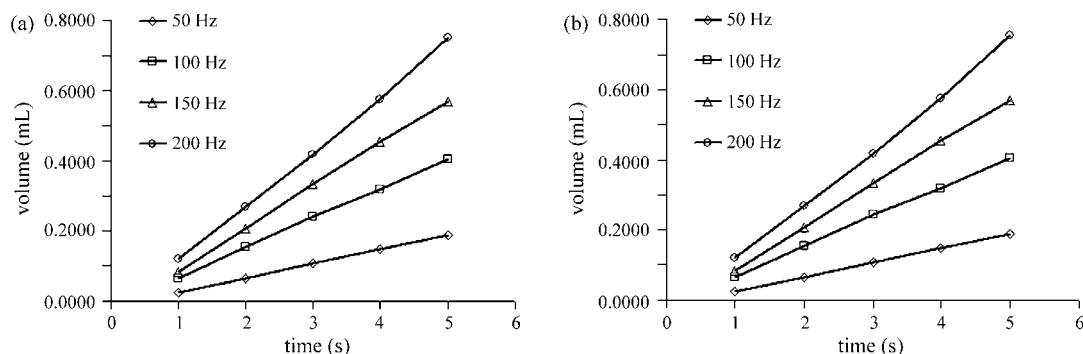 (a)
0.8000
0.6000
0.4000
0.2000
0.0000
volume (mL)
50 Hz
100 Hz
150 Hz
200 Hz
0 1 2 3 4 5 6
time (s)
(b)
0.8000
0.6000
0.4000
0.2000
0.0000
volume (mL)
50 Hz
100 Hz
150 Hz
200 Hz
0 1 2 3 4 5 6
time (s)